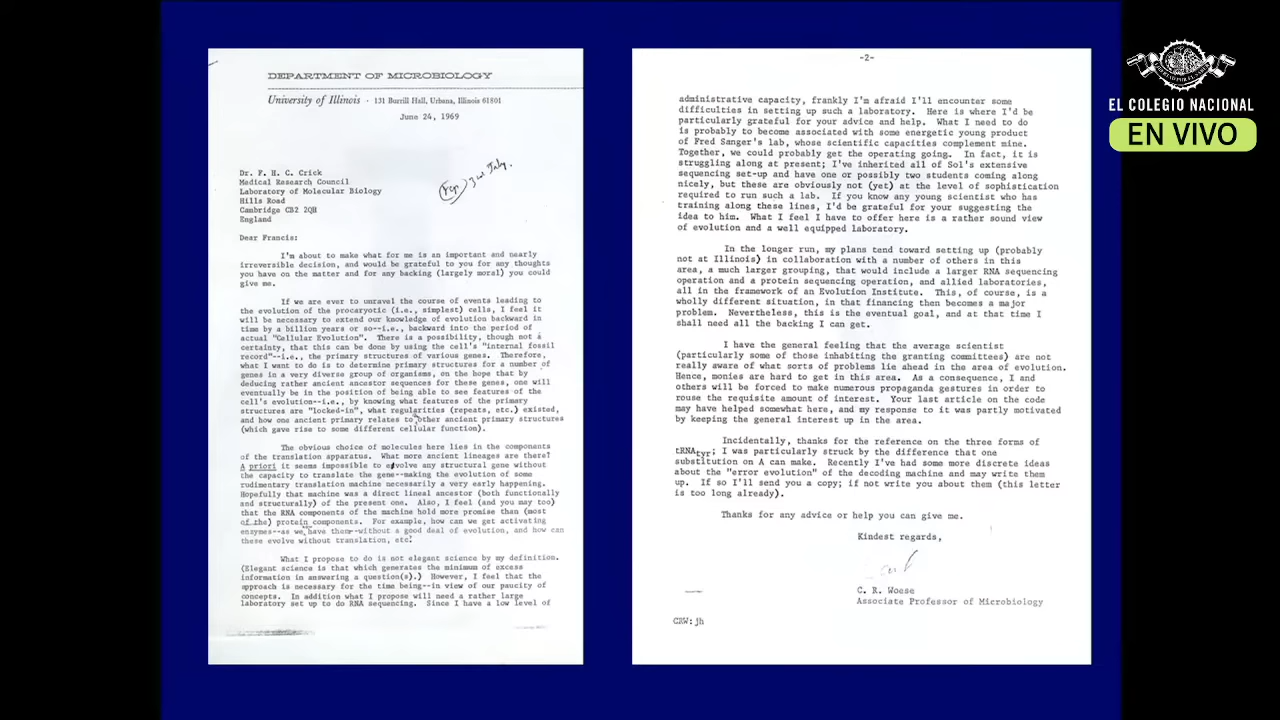 DEPARTMENT OF MICROBIOLOGY
University of Illinois · 131 Burrill Hall, Urbana, Illinois 61801
June 24, 1969
3rd July.
Dr. F. H. C. Crick
Medical Research Council
Laboratory of Molecular Biology
Hills Road
Cambridge CB2 2QH
England
Dear Francis:
I'm about to make what for me is an important and nearly
irreversible decision, and would be grateful to you for any thoughts
you have on the matter and for any backing (largely moral) you could
give me.
If we are ever to unravel the course of events leading to
the evolution of the procaryotic (i.e., simplest) cells, I feel it
will be necessary to extend our knowledge of evolution backward in
time by a billion years or so--i.e., backward into the period of
actual "Cellular Evolution". There is a possibility, though not a
certainty, that this can be done by using the cell's "internal fossil
record"--i.e., the primary structures of various genes. Therefore,
what I want to do is to determine primary structures for a number of
genes in a very diverse group of organisms, on the hope that by
deducing rather ancient ancestor sequences for these genes, one will
eventually be in the position of being able to see features of the
cell's evolution--i.e., by knowing what features of the primary
structures are "locked-in", what regularities (repeats, etc.) existed,
and how one ancient primary relates to other ancient primary structures
(which gave rise to some different cellular function).
The obvious choice of molecules here lies in the components
of the translation apparatus. What more ancient lineages are there?
A priori it seems impossible to evolve any structural gene without
the capacity to translate the gene--making the evolution of some
rudimentary translation machine necessarily a very early happening.
Hopefully that machine was a direct lineal ancestor (both functionally
and structurally) of the present one. Also, I feel (and you may too)
that the RNA components of the machine hold more promise than (most
of the) protein components. For example, how can we get activating
enzymes--as we have them--without a good deal of evolution, and how can
these evolve without translation, etc.
What I propose to do is not elegant science by my definition.
(Elegant science is that which generates the minimum of excess
information in answering a question(s).) However, I feel that the
approach is necessary for the time being--in view of our paucity of
concepts. In addition what I propose will need a rather large
laboratory set up to do RNA sequencing. Since I have a low level of
-2-
administrative capacity, frankly I'm afraid I'll encounter some
difficulties in setting up such a laboratory. Here is where I'd be
particularly grateful for your advice and help. What I need to do
is probably to become associated with some energetic young product
of Fred Sanger's lab, whose scientific capacities complement mine.
Together, we could probably get the operating going. In fact, it is
struggling along at present; I've inherited all of Sol's extensive
sequencing set-up and have one or possibly two students coming along
nicely, but these are obviously not (yet) at the level of sophistication
required to run such a lab. If you know any young scientist who has
training along these lines, I'd be grateful for your suggesting the
idea to him. What I feel I have to offer here is a rather sound view
of evolution and a well equipped laboratory.
In the longer run, my plans tend toward setting up (probably
not at Illinois) in collaboration with a number of others in this
area, a much larger grouping, that would include a larger RNA sequencing
operation and a protein sequencing operation, and allied laboratories,
all in the framework of an Evolution Institute. This, of course, is a
wholly different situation, in that financing then becomes a major
problem. Nevertheless, this is the eventual goal, and at that time I
shall need all the backing I can get.
I have the general feeling that the average scientist
(particularly some of those inhabiting the granting committees) are not
really aware of what sorts of problems lie ahead in the area of evolution.
Hence, monies are hard to get in this area. As a consequence, I and
others will be forced to make numerous propaganda gestures in order to
rouse the requisite amount of interest. Your last article on the code
may have helped somewhat here, and my response to it was partly motivated
by keeping the general interest up in the area.
Incidentally, thanks for the reference on the three forms of
tRNAtyr; I was particularly struck by the difference that one
substitution on A can make. Recently I've had some more discrete ideas
about the "error evolution" of the decoding machine and may write them
up. If so I'll send you a copy; if not write you about them (this letter
is too long already).
Thanks for any advice or help you can give me.
Kindest regards,
Carl
C. R. Woese
Associate Professor of Microbiology
CRW:jh
EL COLEGIO NACIONAL
EN VIVO